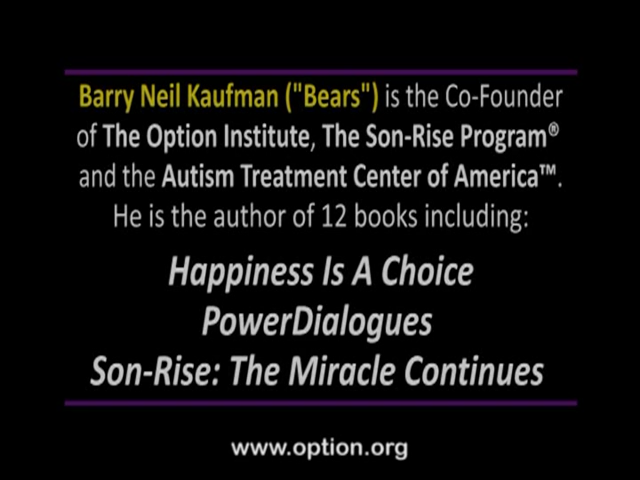 Barry Neil Kaufman ("Bears") is the Co-Founder
of The Option Institute, The Son-Rise Program®
and the Autism Treatment Center of America™.
He is the author of 12 books including:
Happiness Is A Choice
PowerDialogues
Son-Rise: The Miracle Continues
www.option.org